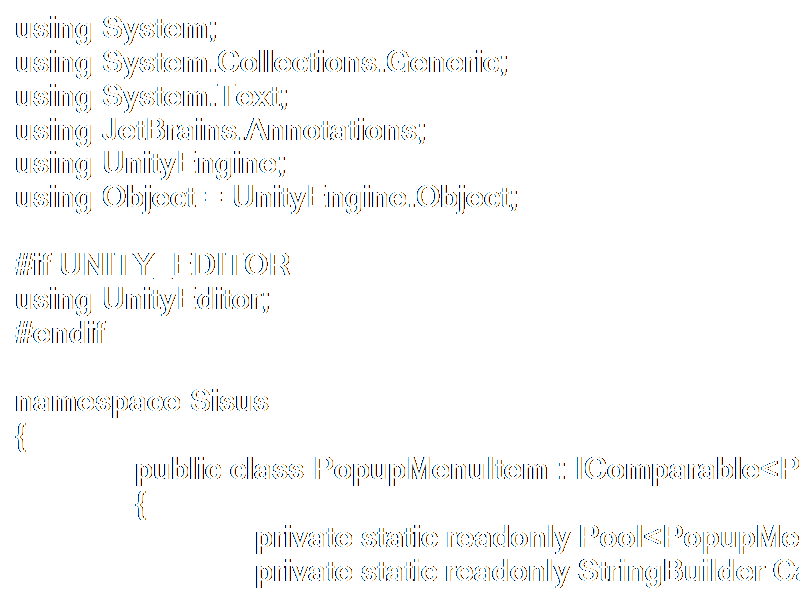 using System;
using System.Collections.Generic;
using System.Text;
using JetBrains.Annotations;
using UnityEngine;
using Object = UnityEngine.Object;
#if UNITY_EDITOR
using UnityEditor;
#endif
namespace Sisus
{
public class PopupMenuItem : IComparable<P
{
private static readonly Pool<PopupMe
private static readonly StringBuilder Ca